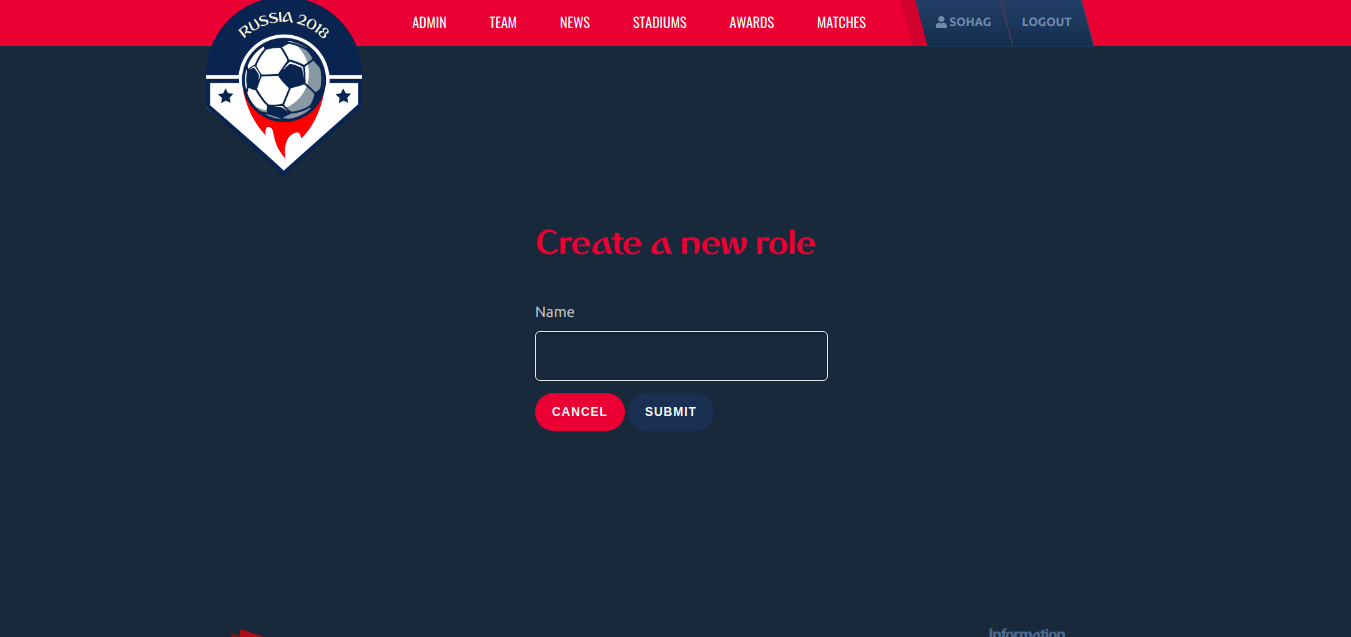 RUSSIA 2018
ADMIN TEAM NEWS STADIUMS AWARDS MATCHES SOHAG LOGOUT
Create a new role
Name
CANCEL SUBMIT
Information